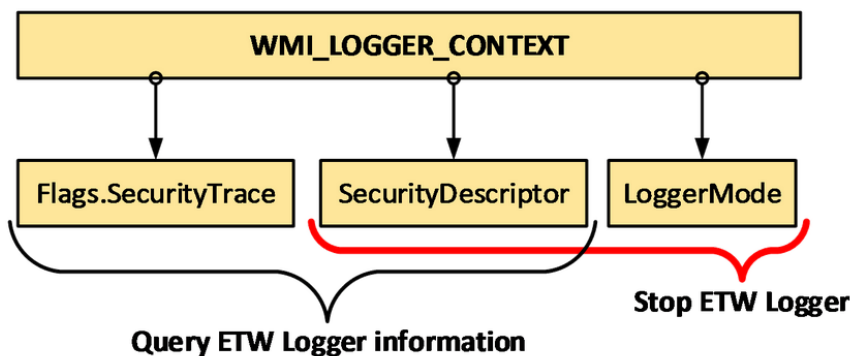 WMI_LOGGER_CONTEXT
Flags.SecurityTrace
SecurityDescriptor
LoggerMode
Stop ETW Logger
Query ETW Logger information